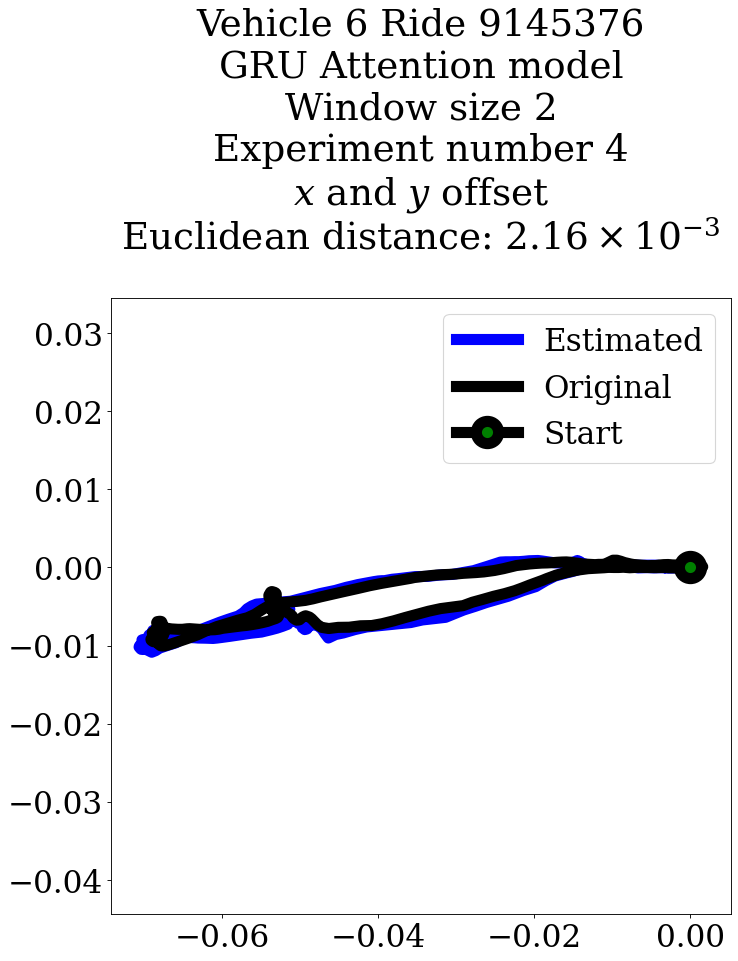 Vehicle 6 Ride 9145376
GRU Attention model
Window size 2
Experiment number 4
x and y offset
Euclidean distance: 2.16 × 10⁻³
Estimated
Original
Start
0.03
0.02
0.01
0.00
−0.01
−0.02
−0.03
−0.04
−0.06 −0.04 −0.02 0.00